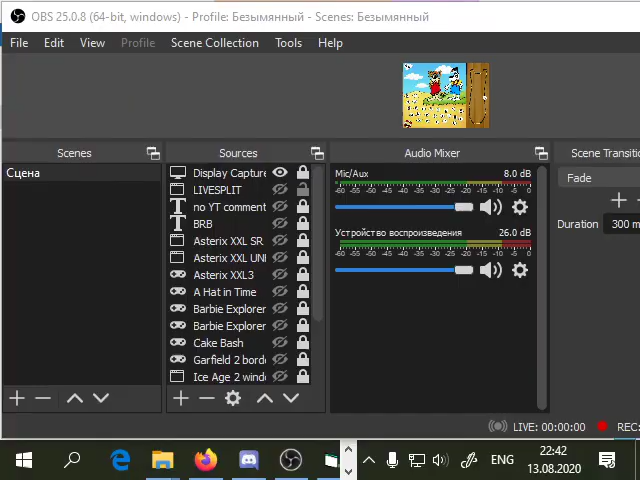 OBS 25.0.8 (64-bit, windows) - Profile: Безымянный - Scenes: Безымянный
File Edit View Profile Scene Collection Tools Help
Scenes
Sources
Audio Mixer
Scene Transiti
Сцена
Display Capture
LIVESPLIT
no YT comment
BRB
Asterix XXL SR
Asterix XXL UNI
Asterix XXL3
A Hat in Time
Barbie Explorer
Barbie Explorer
Cake Bash
Garfield 2 borde
Ice Age 2 windo
Mic/Aux 8.0 dB
-60 -55 -50 -45 -40 -35 -30 -25 -20 -15 -10 -5 0
Устройство воспроизведения 26.0 dB
-60 -55 -50 -45 -40 -35 -30 -25 -20 -15 -10 -5 0
Fade
Duration 300 m
LIVE: 00:00:00 REC:
ENG
22:42
13.08.2020